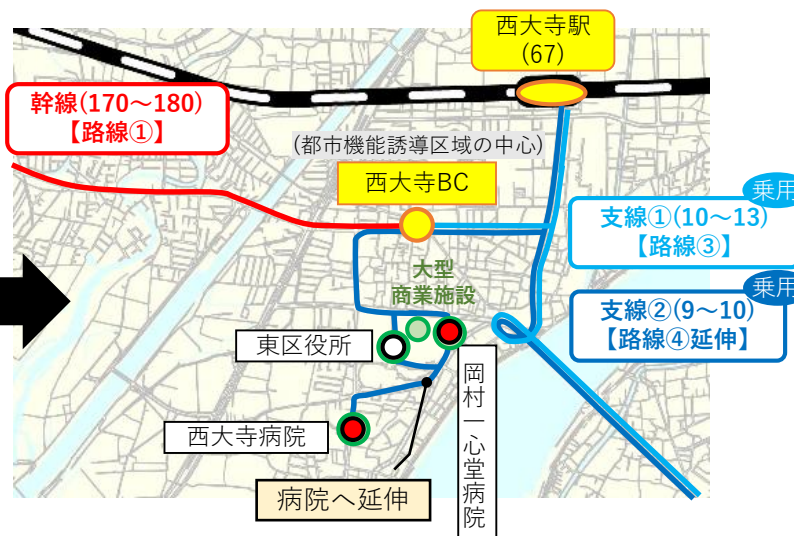 西大寺駅
(67)
幹線(170～180)
【路線①】
(都市機能誘導区域の中心)
西大寺BC
乗用
支線①(10～13)
【路線③】
大型
商業施設
乗用
支線②(9～10)
【路線④延伸】
東区役所
岡村一心堂病院
西大寺病院
病院へ延伸